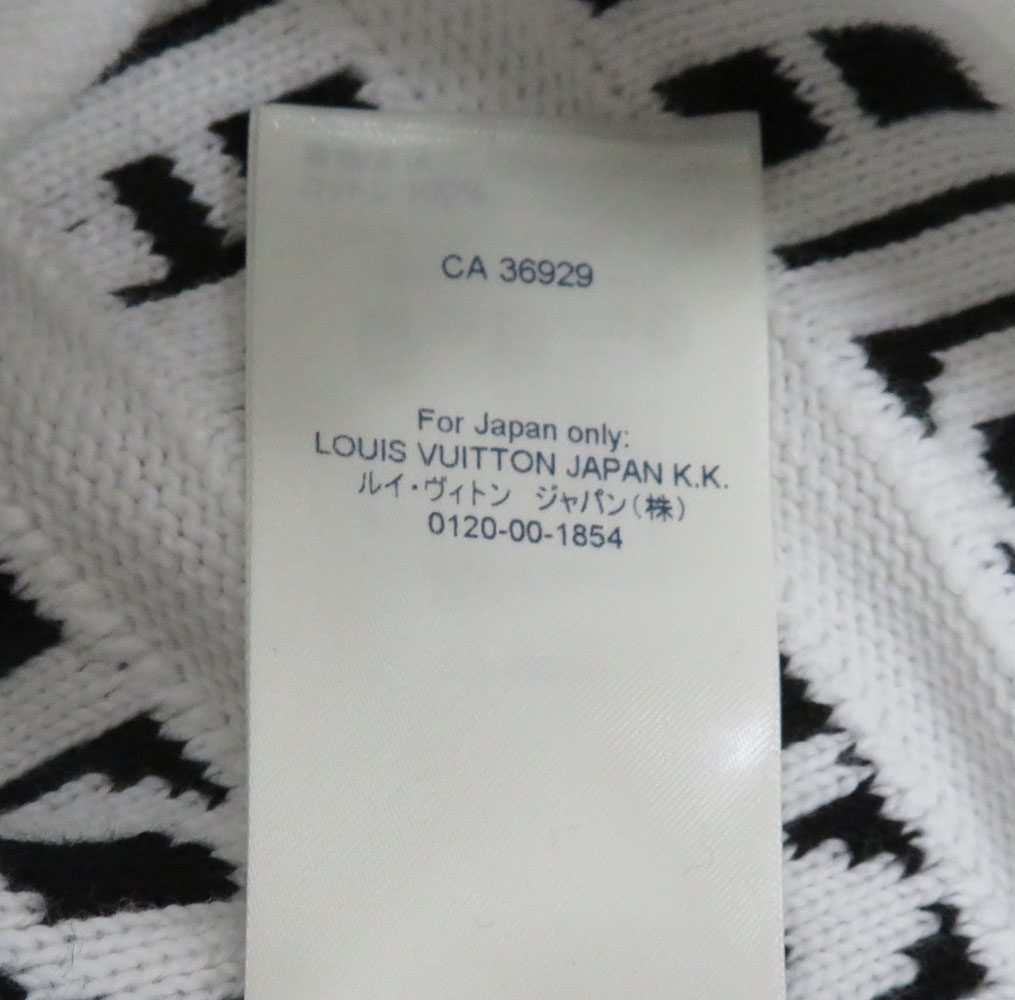 CA 36929
For Japan only:
LOUIS VUITTON JAPAN K.K.
ルイ・ヴィトン ジャパン(株)
0120-00-1854